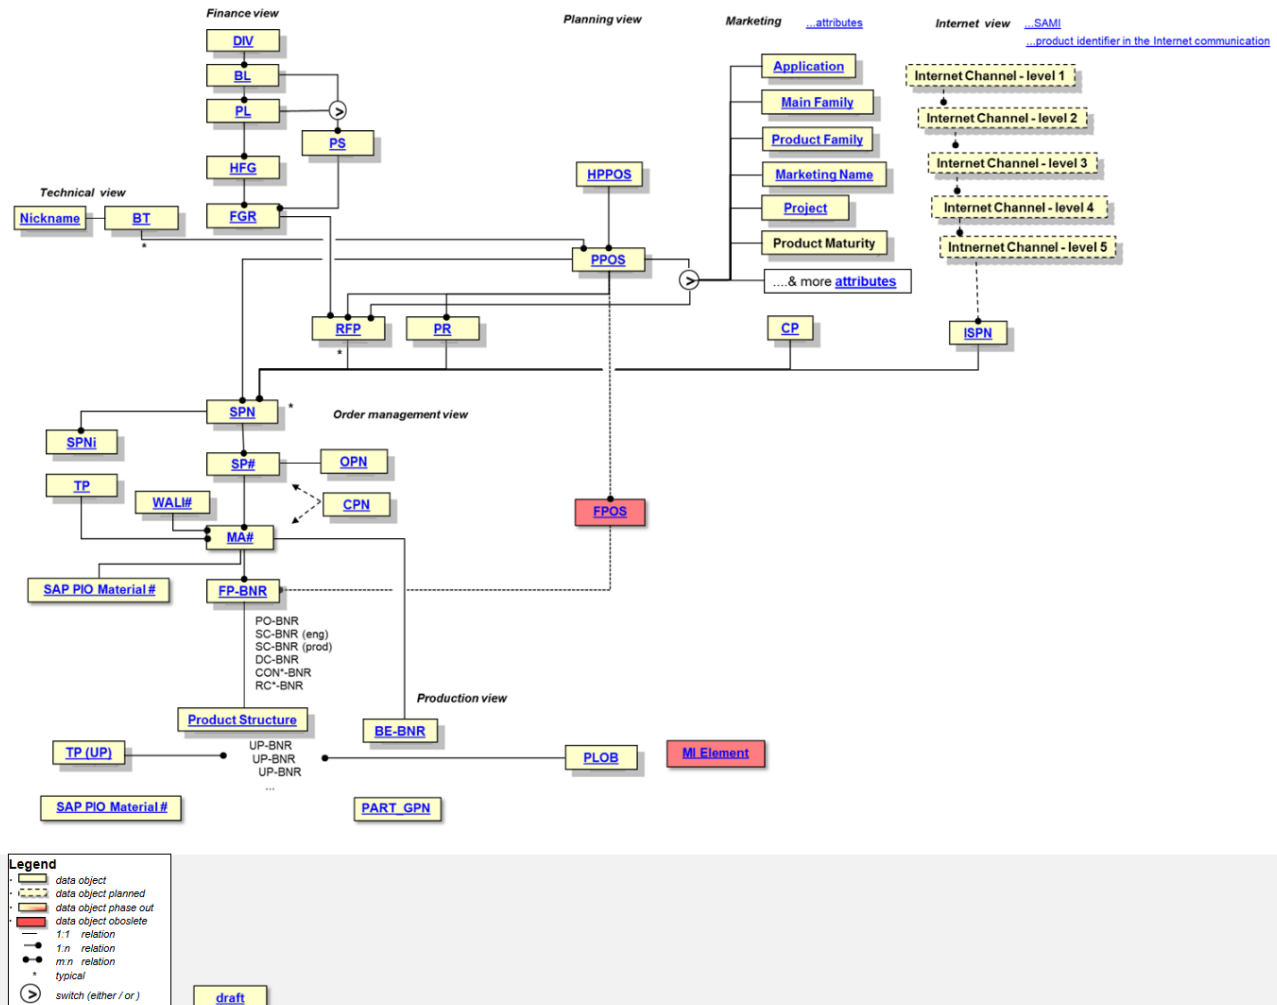 Finance view
Planning view
Marketing
...attributes
Internet view
...SAMI
...product identifier in the Internet communication
DIV
BL
PL
PS
HFG
FGR
Technical view
Nickname
BT
*
HPPOS
PPOS
Application
Main Family
Product Family
Marketing Name
Project
Product Maturity
....& more attributes
Internet Channel - level 1
Internet Channel - level 2
Internet Channel - level 3
Internet Channel - level 4
Intnernet Channel - level 5
RFP
*
PR
CP
ISPN
SPN
*
Order management view
SPNi
SP#
OPN
TP
WALI#
CPN
MA#
FPOS
SAP PIO Material #
FP-BNR
PO-BNR
SC-BNR (eng)
SC-BNR (prod)
DC-BNR
CON*-BNR
RC*-BNR
Production view
Product Structure
BE-BNR
TP (UP)
UP-BNR
UP-BNR
UP-BNR
...
PLOB
MI Element
SAP PIO Material #
PART_GPN
Legend
data object
data object planned
data object phase out
data object oboslete
1:1 relation
1:n relation
m:n relation
* typical
switch (either / or )
draft